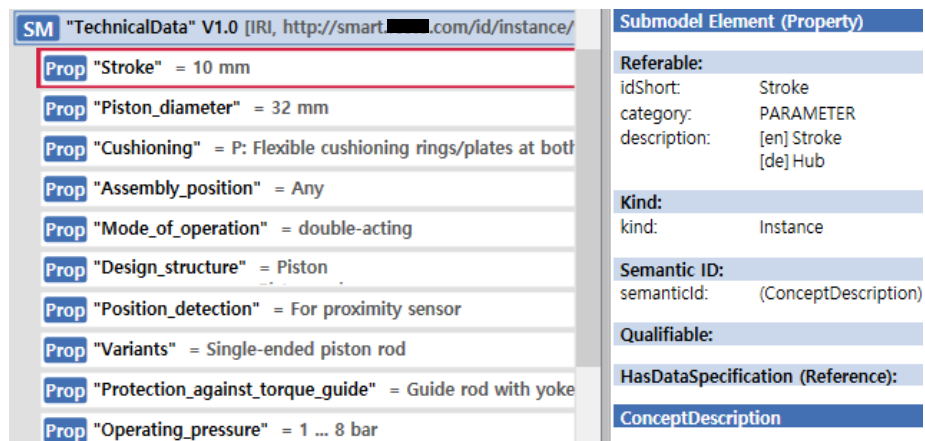 SM "TechnicalData" V1.0 [IRI, http://smart. .com/id/instance/
Prop "Stroke" = 10 mm
Prop "Piston_diameter" = 32 mm
Prop "Cushioning" = P: Flexible cushioning rings/plates at both
Prop "Assembly_position" = Any
Prop "Mode_of_operation" = double-acting
Prop "Design_structure" = Piston
Prop "Position_detection" = For proximity sensor
Prop "Variants" = Single-ended piston rod
Prop "Protection_against_torque_guide" = Guide rod with yoke
Prop "Operating_pressure" = 1 ... 8 bar
Submodel Element (Property)
Referable:
idShort: Stroke
category: PARAMETER
description: [en] Stroke
[de] Hub
Kind:
kind: Instance
Semantic ID:
semanticId: (ConceptDescription)
Qualifiable:
HasDataSpecification (Reference):
ConceptDescription